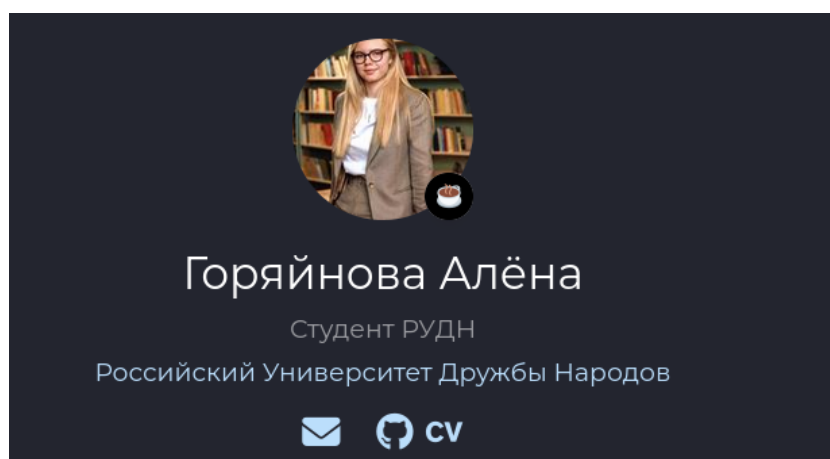 Горяйнова Алёна
Студент РУДН
Российский Университет Дружбы Народов
CV